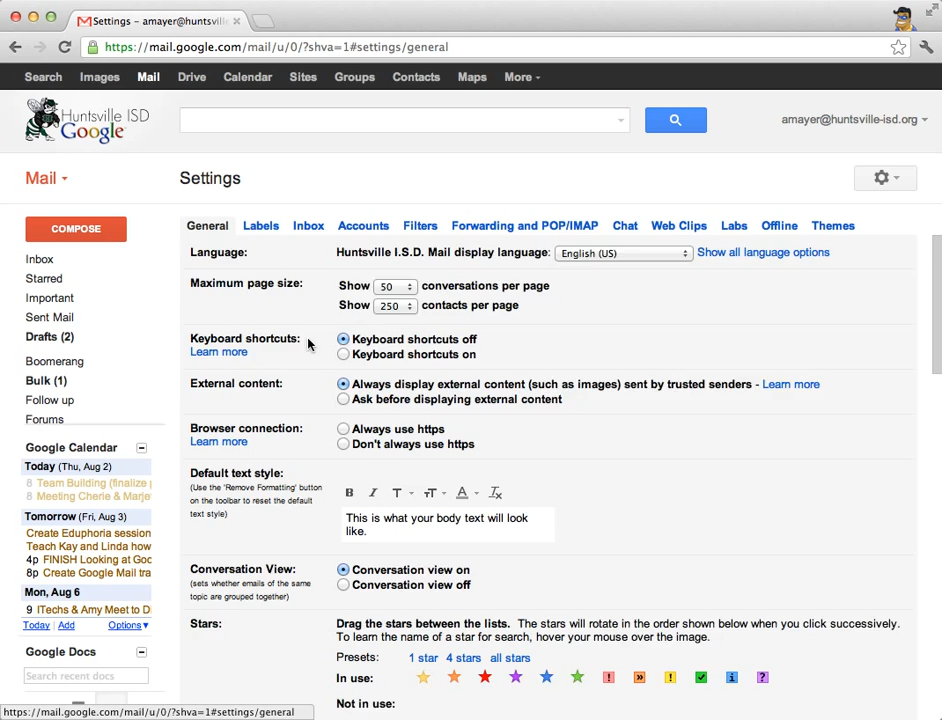 Settings – amayer@huntsville
https://mail.google.com/mail/u/0/?shva=1#settings/general
Search Images Mail Drive Calendar Sites Groups Contacts Maps More
Huntsville ISD
Google
amayer@huntsville-isd.org
Mail
Settings
COMPOSE
General Labels Inbox Accounts Filters Forwarding and POP/IMAP Chat Web Clips Labs Offline Themes
Inbox
Starred
Important
Sent Mail
Drafts (2)
Boomerang
Bulk (1)
Follow up
Forums
Google Calendar
Today (Thu, Aug 2)
8 Team Building (finalize
8 Meeting Cherie & Marje
Tomorrow (Fri, Aug 3)
Create Eduphoria session
Teach Kay and Linda how
4p FINISH Looking at Goo
8p Create Google Mail tra
Mon, Aug 6
9 ITechs & Amy Meet to D
Today Add Options▾
Google Docs
Search recent docs
Language: Huntsville I.S.D. Mail display language: English (US) Show all language options
Maximum page size: Show 50 conversations per page
Show 250 contacts per page
Keyboard shortcuts: Keyboard shortcuts off
Learn more Keyboard shortcuts on
External content: Always display external content (such as images) sent by trusted senders - Learn more
Ask before displaying external content
Browser connection: Always use https
Learn more Don't always use https
Default text style:
(Use the 'Remove Formatting' button
on the toolbar to reset the default
text style)
B I T TT A Tx
This is what your body text will look
like.
Conversation View: Conversation view on
(sets whether emails of the same
topic are grouped together)
Conversation view off
Stars: Drag the stars between the lists. The stars will rotate in the order shown below when you click successively.
To learn the name of a star for search, hover your mouse over the image.
Presets: 1 star 4 stars all stars
In use: ! » ! ✓ i ?
Not in use:
https://mail.google.com/mail/u/0/?shva=1#settings/general